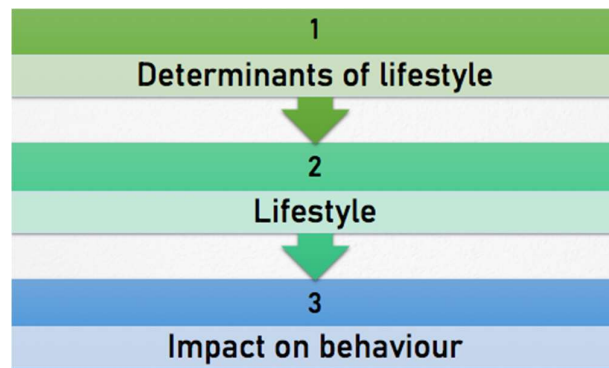 1
Determinants of lifestyle
2
Lifestyle
3
Impact on behaviour